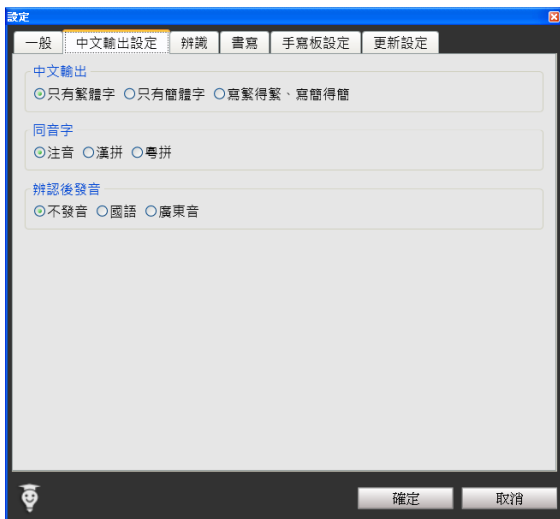 設定
一般 中文輸出設定 辨識 書寫 手寫板設定 更新設定
中文輸出
只有繁體字 只有簡體字 寫繁得繁、寫簡得簡
同音字
注音 漢拼 粵拼
辨認後發音
不發音 國語 廣東音
確定 取消